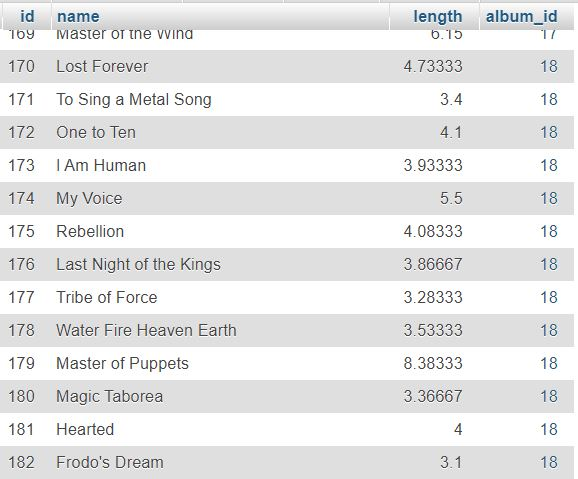 id name length album_id
169 Master of the Wind 6.15 17
170 Lost Forever 4.73333 18
171 To Sing a Metal Song 3.4 18
172 One to Ten 4.1 18
173 I Am Human 3.93333 18
174 My Voice 5.5 18
175 Rebellion 4.08333 18
176 Last Night of the Kings 3.86667 18
177 Tribe of Force 3.28333 18
178 Water Fire Heaven Earth 3.53333 18
179 Master of Puppets 8.38333 18
180 Magic Taborea 3.36667 18
181 Hearted 4 18
182 Frodo's Dream 3.1 18